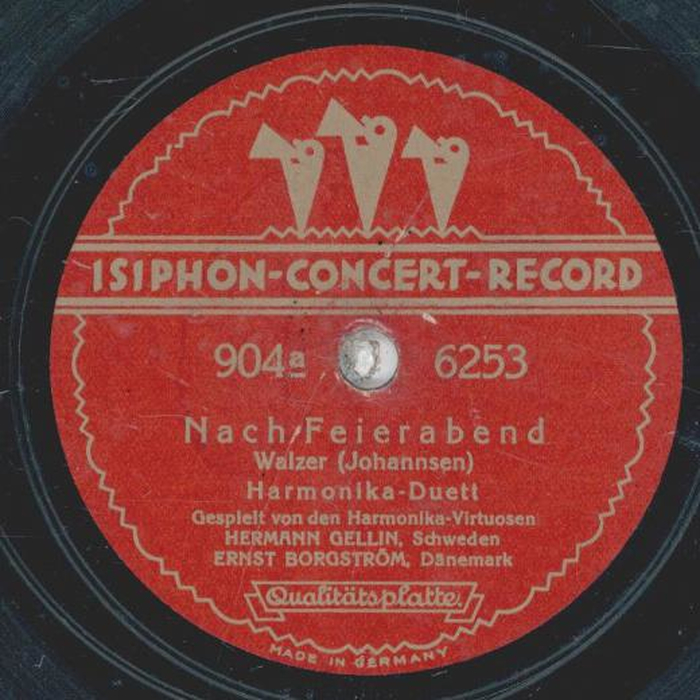 ISIPHON-CONCERT-RECORD
904a 6253
Nach Feierabend
Walzer (Johannsen)
Harmonika-Duett
Gespielt von den Harmonika-Virtuosen
HERMANN GELLIN, Schweden
ERNST BORGSTRÖM, Dänemark
Qualitätsplatte.
MADE IN GERMANY